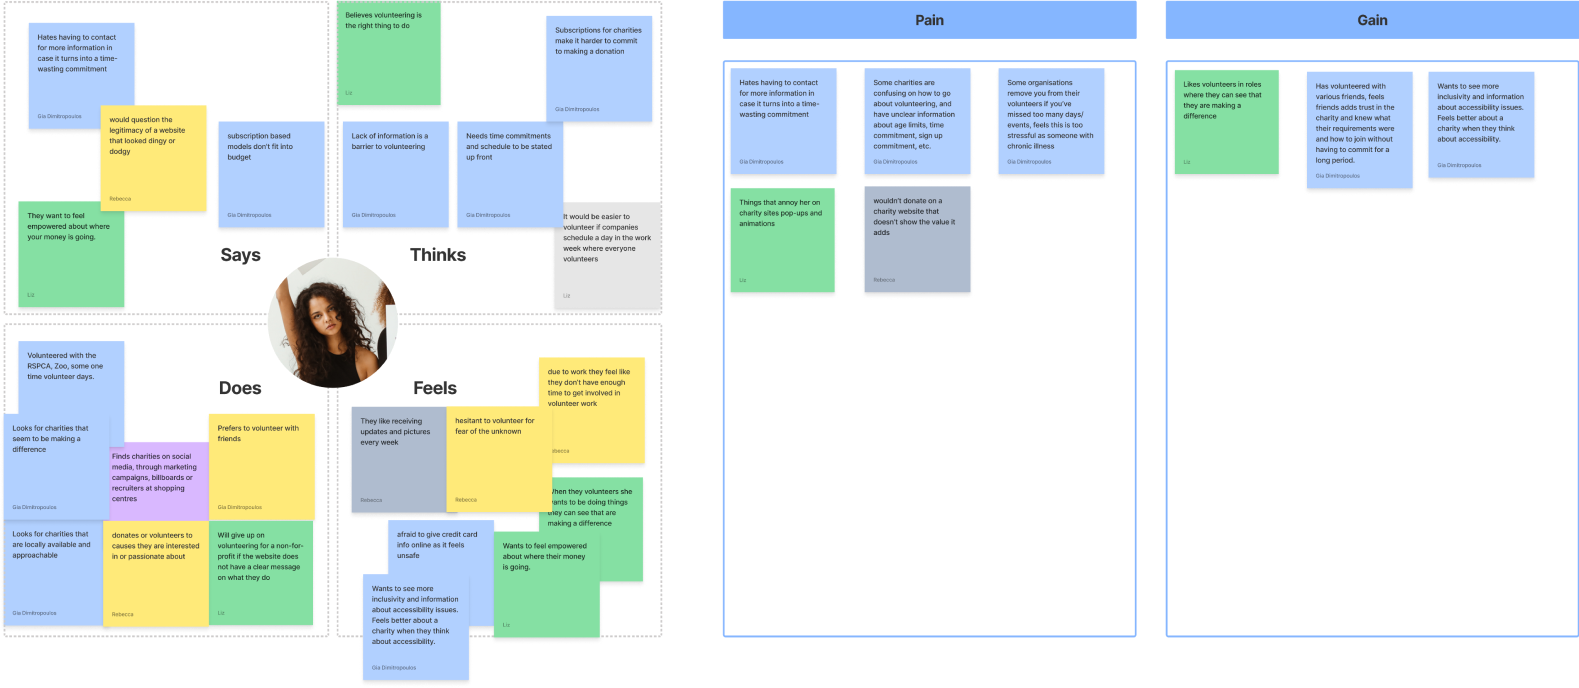 Hates having to contact
for more information in
case it turns into a time-
wasting commitment
Gia Dimitropoulos
would question the
legitimacy of a website
that looked dingy or
dodgy
Rebecca
subscription based
models don't fit into
budget
Gia Dimitropoulos
They want to feel
empowered about where
your money is going.
Liz
Says
Believes volunteering is
the right thing to do
Liz
Subscriptions for charities
make it harder to commit
to making a donation
Gia Dimitropoulos
Lack of information is a
barrier to volunteering
Gia Dimitropoulos
Needs time commitments
and schedule to be stated
up front
Gia Dimitropoulos
It would be easier to
volunteer if companies
schedule a day in the work
week where everyone
volunteers
Liz
Thinks
Does
Volunteered with the
RSPCA, Zoo, some one
time volunteer days.
Looks for charities that
seem to be making a
difference
Gia Dimitropoulos
Finds charities on social
media, through marketing
campaigns, billboards or
recruiters at shopping
centres
Gia Dimitropoulos
Prefers to volunteer with
friends
Gia Dimitropoulos
Looks for charities that
are locally available and
approachable
Gia Dimitropoulos
donates or volunteers to
causes they are interested
in or passionate about
Rebecca
Will give up on
volunteering for a non-for-
profit if the website does
not have a clear message
on what they do
Liz
Feels
due to work they feel like
they don't have enough
time to get involved in
volunteer work
ebecca
They like receiving
updates and pictures
every week
Rebecca
hesitant to volunteer for
fear of the unknown
Rebecca
When they volunteers she
wants to be doing things
they can see that are
making a difference
afraid to give credit card
info online as it feels
unsafe
Wants to feel empowered
about where their money
is going.
Liz
Wants to see more
inclusivity and information
about accessibility issues.
Feels better about a
charity when they think
about accessibility.
Gia Dimitropoulos
Pain
Hates having to contact
for more information in
case it turns into a time-
wasting commitment
Gia Dimitropoulos
Some charities are
confusing on how to go
about volunteering, and
have unclear information
about age limits, time
commitment, sign up
commitment, etc.
Gia Dimitropoulos
Some organisations
remove you from their
volunteers if you've
missed too many days/
events, feels this is too
stressful as someone with
chronic illness
Gia Dimitropoulos
Things that annoy her on
charity sites pop-ups and
animations
Liz
wouldn't donate on a
charity website that
doesn't show the value it
adds
Rebecca
Gain
Likes volunteers in roles
where they can see that
they are making a
difference
Liz
Has volunteered with
various friends, feels
friends adds trust in the
charity and knew what
their requirements were
and how to join without
having to commit for a
long period.
Gia Dimitropoulos
Wants to see more
inclusivity and information
about accessibility issues.
Feels better about a
charity when they think
about accessibility.
Gia Dimitropoulos